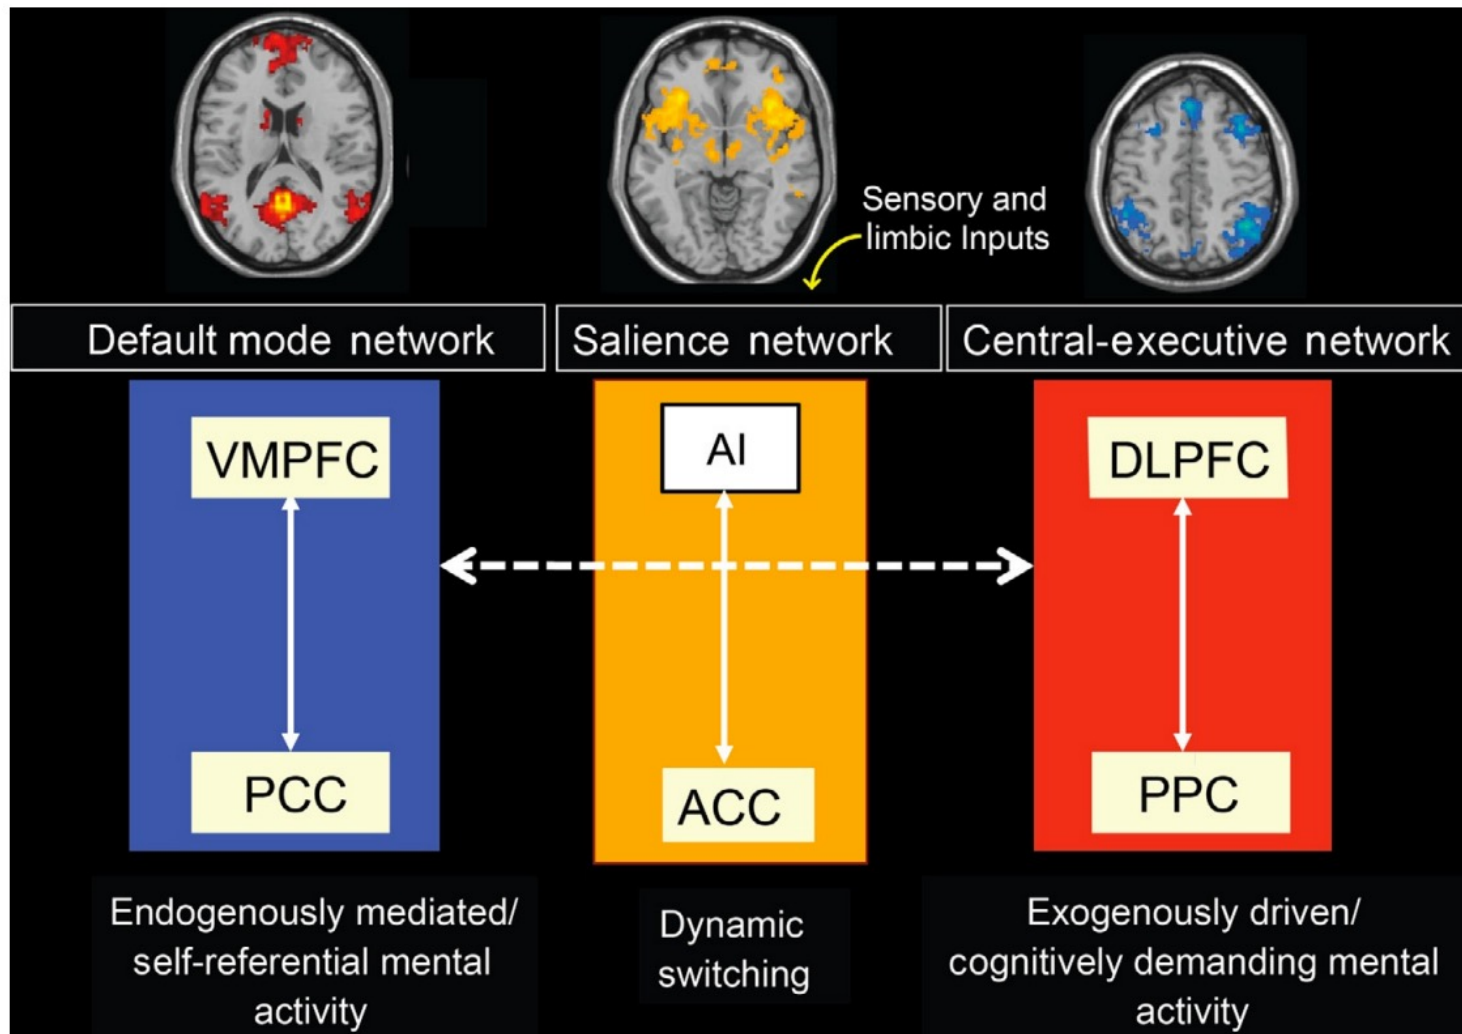 Sensory and
limbic Inputs
Default mode network
Salience network
Central-executive network
VMPFC
AI
DLPFC
PCC
ACC
PPC
Endogenously mediated/
self-referential mental
activity
Dynamic
switching
Exogenously driven/
cognitively demanding mental
activity